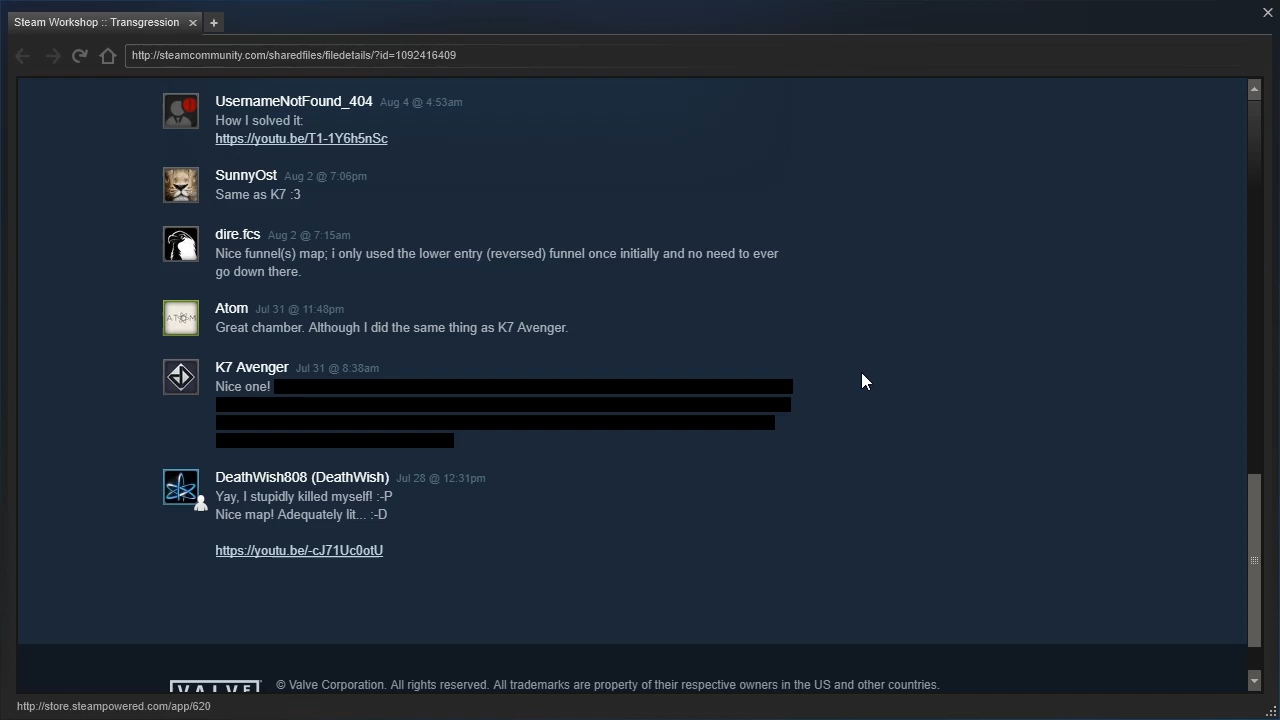 Steam Workshop :: Transgression
http://steamcommunity.com/sharedfiles/filedetails/?id=1092416409
UsernameNotFound_404 Aug 4 @ 4:53am
How I solved it:
https://youtu.be/T1-1Y6h5nSc
SunnyOst Aug 2 @ 7:06pm
Same as K7 :3
dire.fcs Aug 2 @ 7:15am
Nice funnel(s) map; i only used the lower entry (reversed) funnel once initially and no need to ever
go down there.
ATOM
Atom Jul 31 @ 11:48pm
Great chamber. Although I did the same thing as K7 Avenger.
K7 Avenger Jul 31 @ 8:38am
Nice one!
DeathWish808 (DeathWish) Jul 28 @ 12:31pm
Yay, I stupidly killed myself! :-P
Nice map! Adequately lit... :-D
https://youtu.be/-cJ71Uc0otU
VALVE © Valve Corporation. All rights reserved. All trademarks are property of their respective owners in the US and other countries.
http://store.steampowered.com/app/620